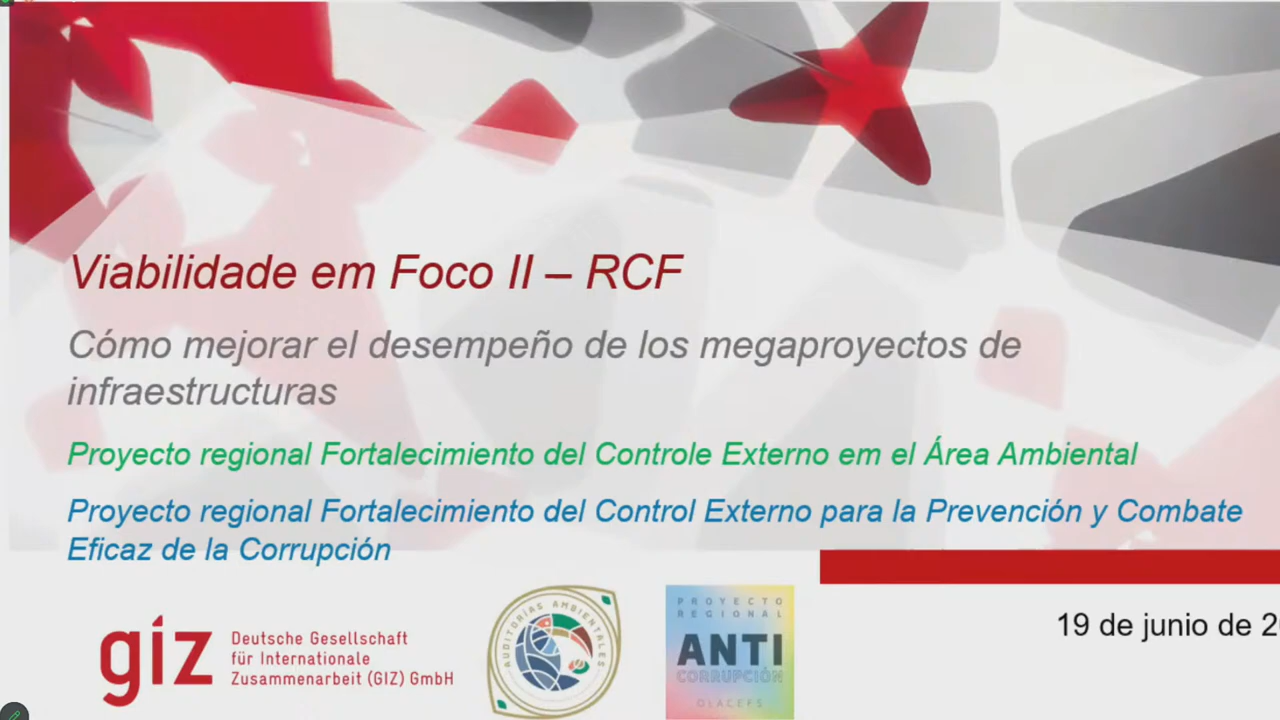 Viabilidade em Foco II – RCF
Cómo mejorar el desempeño de los megaproyectos de
infraestructuras
Proyecto regional Fortalecimiento del Controle Externo em el Área Ambiental
Proyecto regional Fortalecimiento del Control Externo para la Prevención y Combate
Eficaz de la Corrupción
19 de junio de 2
giz
Deutsche Gesellschaft
für Internationale
Zusammenarbeit (GIZ) GmbH
AUDITORÍAS AMBIENTALES
PROYECTO
REGIONAL
ANTI
CORRUPCIÓN
OLACEFS